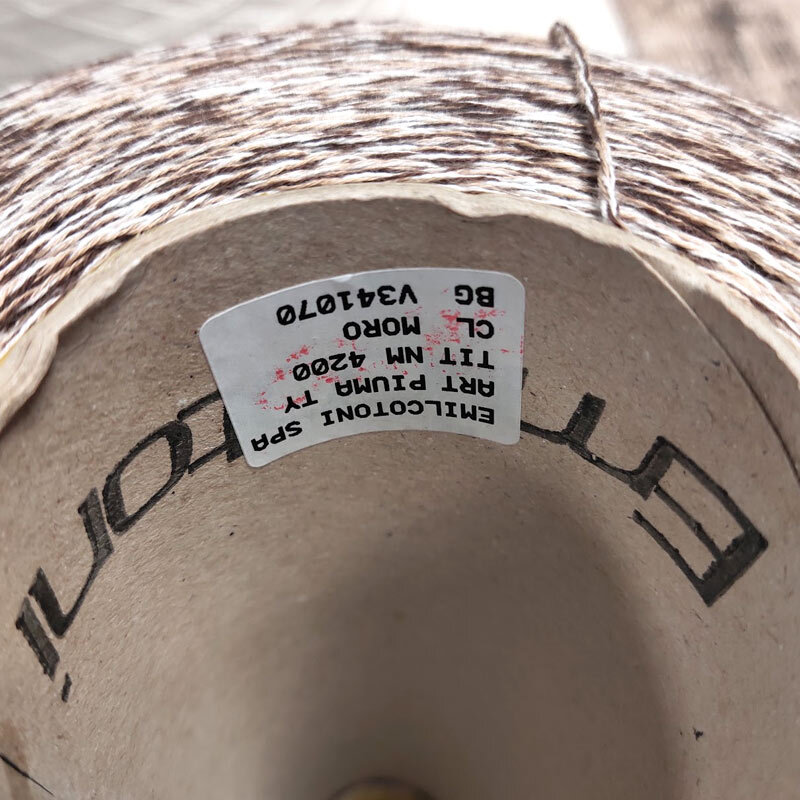 EMILCOTONI SPA
ART PIUMA TY
TIT NM 4200
CL MORO
BG V341070